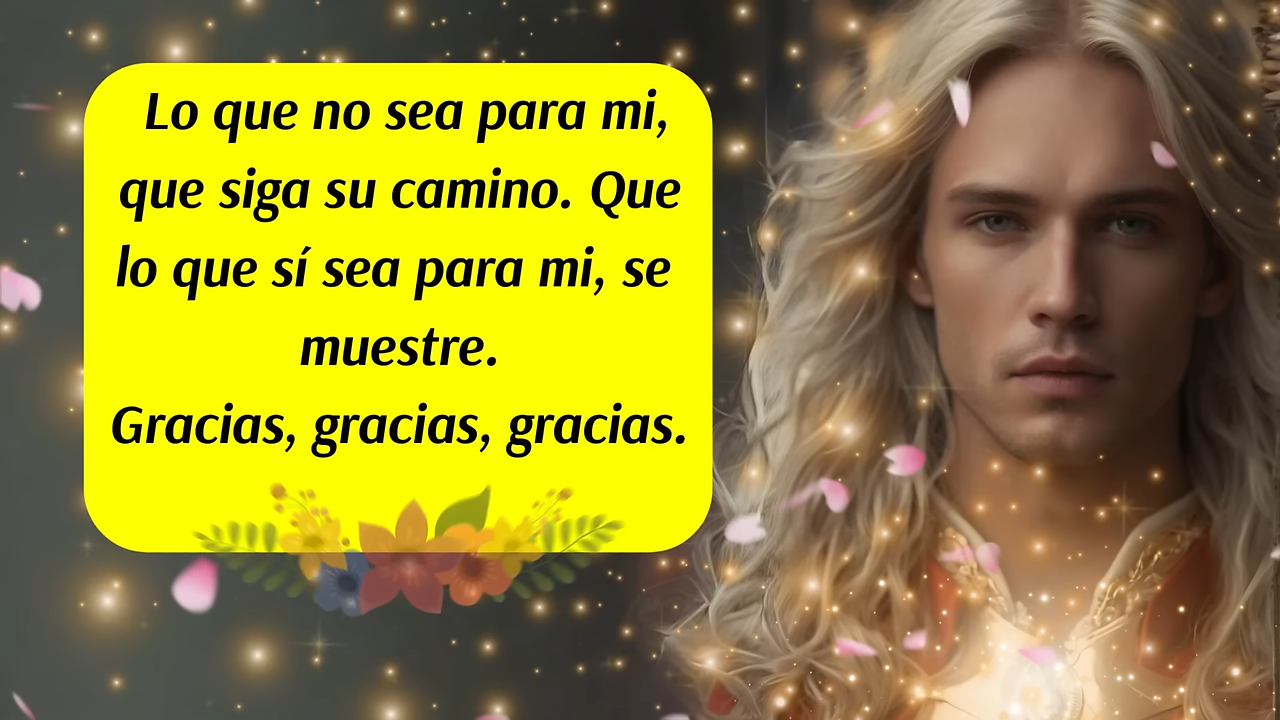 Lo que no sea para mi,
que siga su camino. Que
lo que sí sea para mi, se
muestre.
Gracias, gracias, gracias.